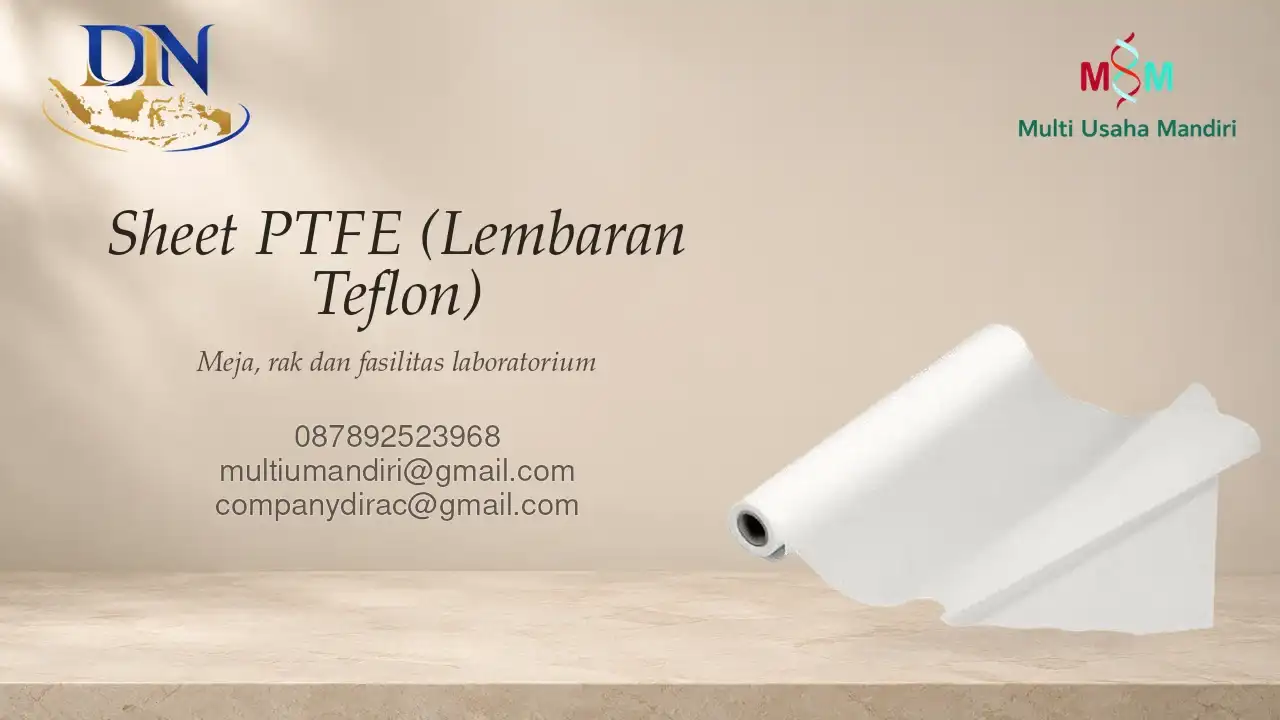 DN
MSM
Multi Usaha Mandiri
Sheet PTFE (Lembaran
Teflon)
Meja, rak dan fasilitas laboratorium
087892523968
multiumandiri@gmail.com
companydirac@gmail.com